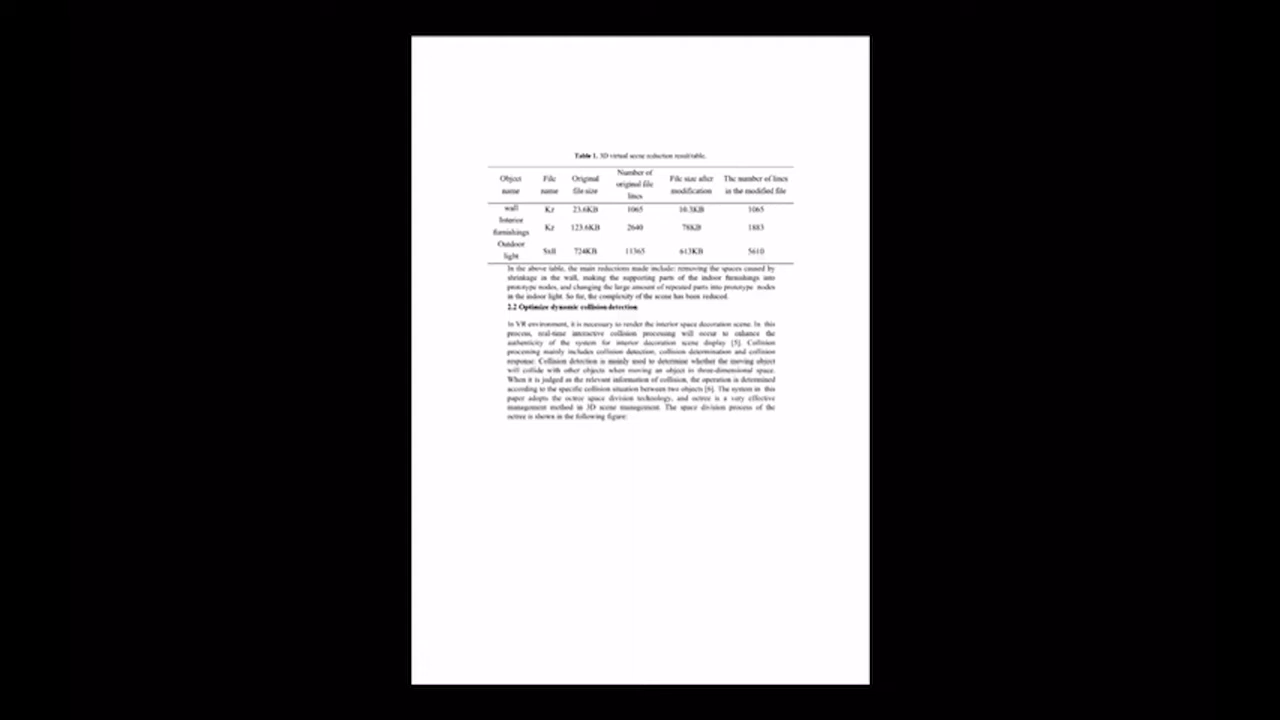 Table 1. 3D virtual scene reduction result table.
Object name File name Original file size Number of original file lines File size after modification The number of lines in the modified file
wall Kz 23.6KB 1065 10.3KB 1065
Interior furnishings Kz 123.6KB 2640 78KB 1883
Outdoor light 724KB 11365 613KB 5610
In the above table, the main reductions made include: removing the spaces caused by
shrinkage in the wall, making the supporting parts of the indoor furnishings into
prototype nodes, and changing the large amount of repeated parts into prototype nodes
in the indoor light. So far, the complexity of the scene has been reduced.
2.2 Optimize dynamic collision detection
In VR environment, it is necessary to render the interior space decoration scene. In this
process, real-time interactive collision processing will occur to enhance the
authenticity of the system for interior decoration scene display [5]. Collision
processing mainly includes collision detection, collision determination and collision
response. Collision detection is mainly used to determine whether the moving object
will collide with other objects when moving an object in three-dimensional space.
When it is judged as the relevant information of collision, the operation is determined
according to the specific collision situation between two objects [6]. The system in this
paper adopts the octree space division technology, and octree is a very effective
management method in 3D scene management. The space division process of the
octree is shown in the following figure: